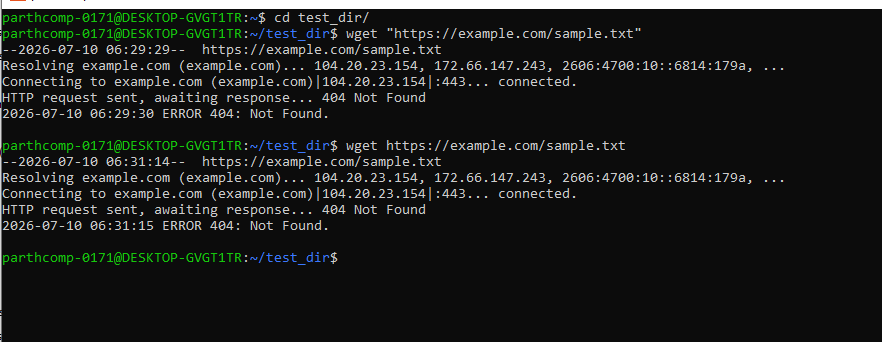 parthcomp-0171@DESKTOP-GVGT1TR:~$ cd test_dir/
parthcomp-0171@DESKTOP-GVGT1TR:~/test_dir$ wget "https://example.com/sample.txt"
--2026-07-10 06:29:29--  https://example.com/sample.txt
Resolving example.com (example.com)... 104.20.23.154, 172.66.147.243, 2606:4700:10::6814:179a, ...
Connecting to example.com (example.com)|104.20.23.154|:443... connected.
HTTP request sent, awaiting response... 404 Not Found
2026-07-10 06:29:30 ERROR 404: Not Found.

parthcomp-0171@DESKTOP-GVGT1TR:~/test_dir$ wget https://example.com/sample.txt
--2026-07-10 06:31:14--  https://example.com/sample.txt
Resolving example.com (example.com)... 104.20.23.154, 172.66.147.243, 2606:4700:10::6814:179a, ...
Connecting to example.com (example.com)|104.20.23.154|:443... connected.
HTTP request sent, awaiting response... 404 Not Found
2026-07-10 06:31:15 ERROR 404: Not Found.

parthcomp-0171@DESKTOP-GVGT1TR:~/test_dir$